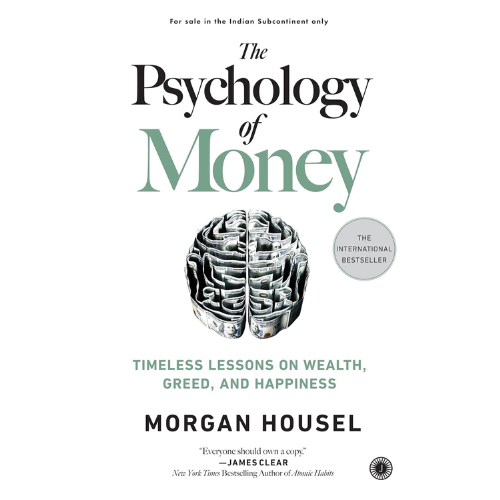 For sale in the Indian Subcontinent only
The
Psychology
of
Money
THE
INTERNATIONAL
BESTSELLER
TIMELESS LESSONS ON WEALTH,
GREED, AND HAPPINESS
MORGAN HOUSEL
"Everyone should own a copy."
—JAMES CLEAR
New York Times Bestselling Author of Atomic Habits